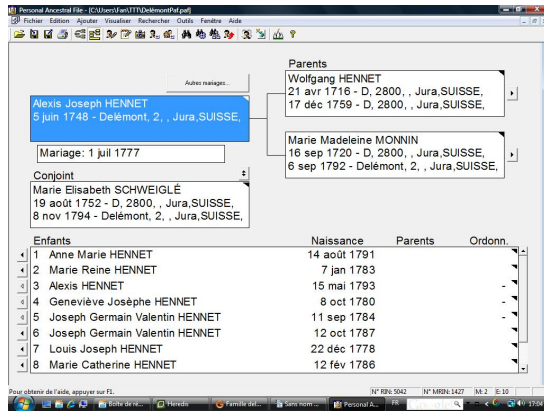 Personal Ancestral File - [C:\Users\Fan\TTT\DelémontPaf.paf]
Fichier Edition Ajouter Visualiser Rechercher Outils Fenêtre Aide
Autres mariages...
Parents
Wolfgang HENNET
21 avr 1716 - D, 2800, , Jura,SUISSE,
17 déc 1759 - D, 2800, , Jura,SUISSE,
Alexis Joseph HENNET
5 juin 1748 - Delémont, 2, , Jura,SUISSE,
Marie Madeleine MONNIN
16 sep 1720 - D, 2800, , Jura,SUISSE,
6 sep 1792 - Delémont, 2, , Jura,SUISSE,
Mariage: 1 juil 1777
Conjoint
Marie Elisabeth SCHWEIGLÉ
19 août 1752 - D, 2800, , Jura,SUISSE,
8 nov 1794 - Delémont, 2, , Jura,SUISSE,
Enfants Naissance Parents Ordonn.
1 Anne Marie HENNET 14 août 1791
2 Marie Reine HENNET 7 jan 1783
3 Alexis HENNET 15 mai 1793 -
4 Geneviève Josèphe HENNET 8 oct 1780 -
5 Joseph Germain Valentin HENNET 11 sep 1784 -
6 Joseph Germain Valentin HENNET 12 oct 1787
7 Louis Joseph HENNET 22 déc 1778
8 Marie Catherine HENNET 12 fév 1786
Pour obtenir de l'aide, appuyer sur F1. N° RIN: 5042 N° MRIN:1427 M: 2 E: 10
Boîte de re... Heredis Famille del... Sans nom ... Personal A... FR 17:04